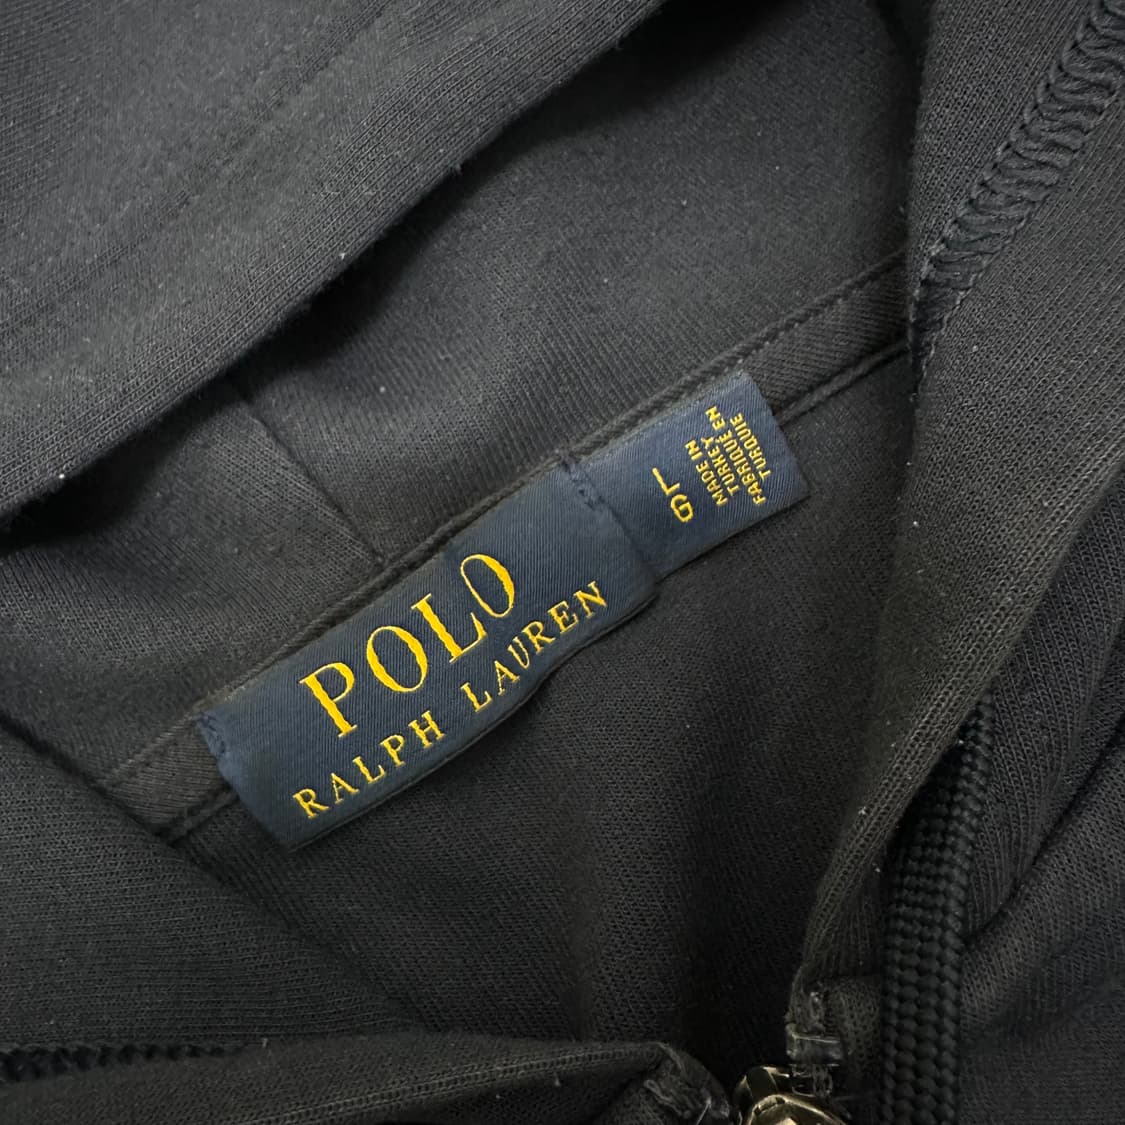 POLO
RALPH LAUREN
MADE IN
TURKEY
FABRIQUÉ EN
TURQUIE